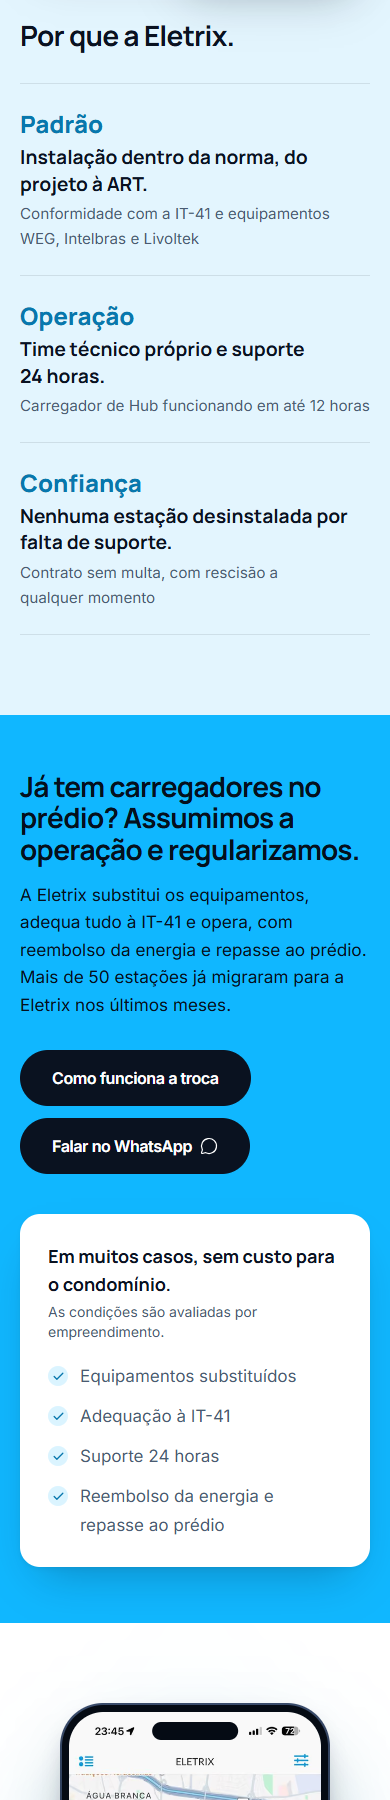 Por que a Eletrix.
Padrão
Instalação dentro da norma, do
projeto à ART.
Conformidade com a IT-41 e equipamentos
WEG, Intelbras e Livoltek
Operação
Time técnico próprio e suporte
24 horas.
Carregador de Hub funcionando em até 12 horas
Confiança
Nenhuma estação desinstalada por
falta de suporte.
Contrato sem multa, com rescisão a
qualquer momento
Já tem carregadores no
prédio? Assumimos a
operação e regularizamos.
A Eletrix substitui os equipamentos,
adequa tudo à IT-41 e opera, com
reembolso da energia e repasse ao prédio.
Mais de 50 estações já migraram para a
Eletrix nos últimos meses.
Como funciona a troca
Falar no WhatsApp
Em muitos casos, sem custo para
o condomínio.
As condições são avaliadas por
empreendimento.
Equipamentos substituídos
Adequação à IT-41
Suporte 24 horas
Reembolso da energia e
repasse ao prédio
23:45 72
ELETRIX
ÁGUA BRANCA